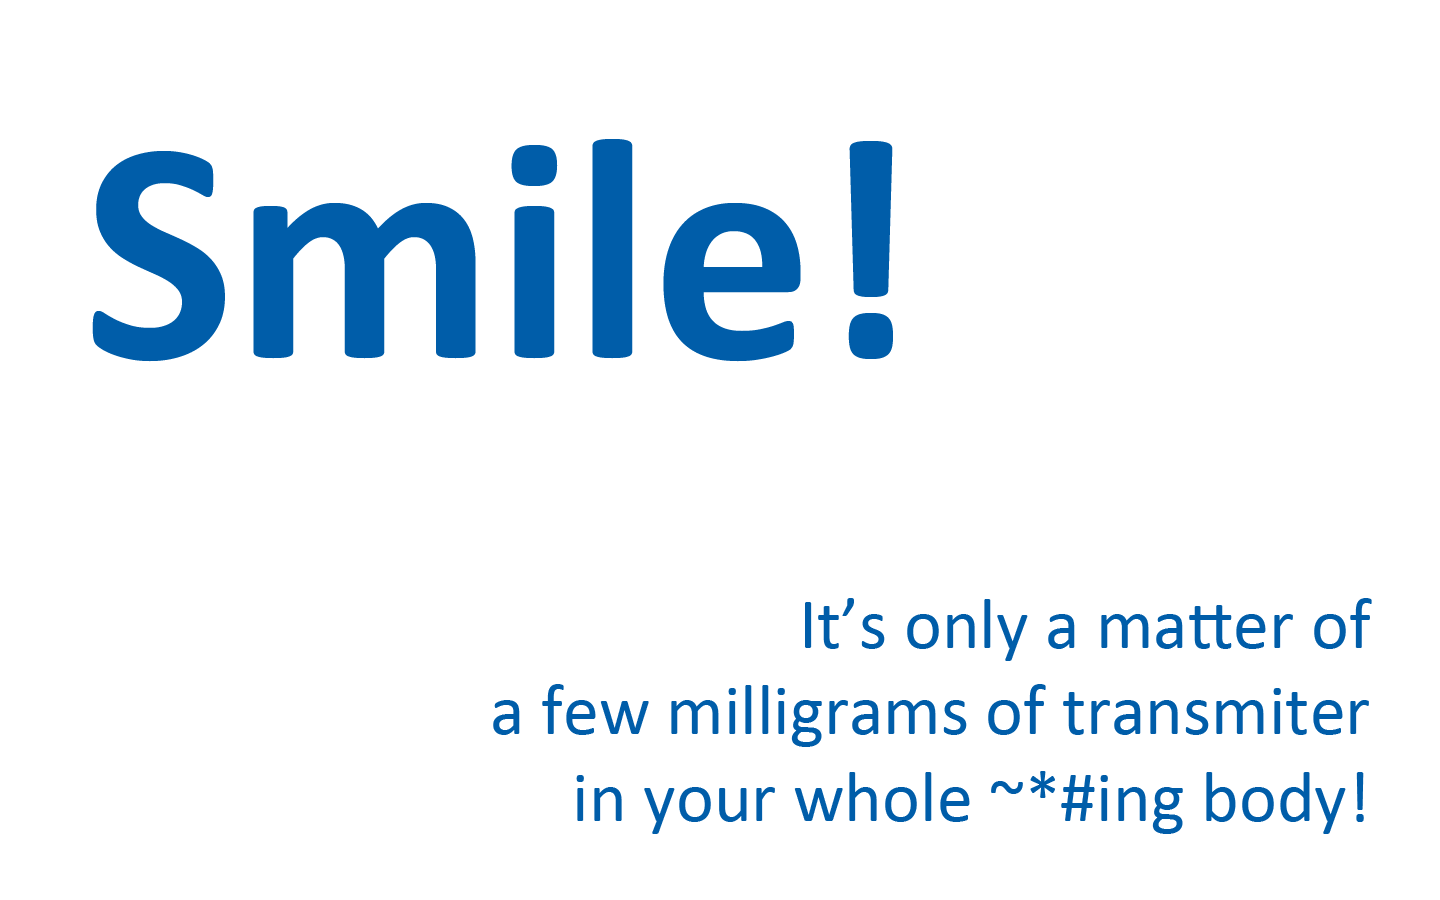 Smile!
It’s only a matter of
a few milligrams of transmiter
in your whole ~*#ing body!